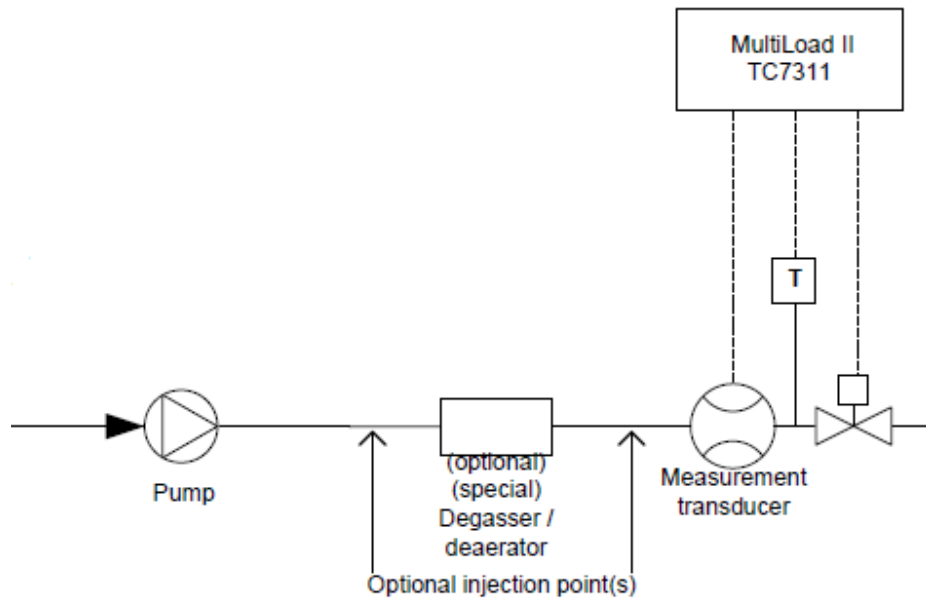 MultiLoad II
TC7311
T
Pump
(optional)
(special)
Degasser /
deaerator
Measurement
transducer
Optional injection point(s)